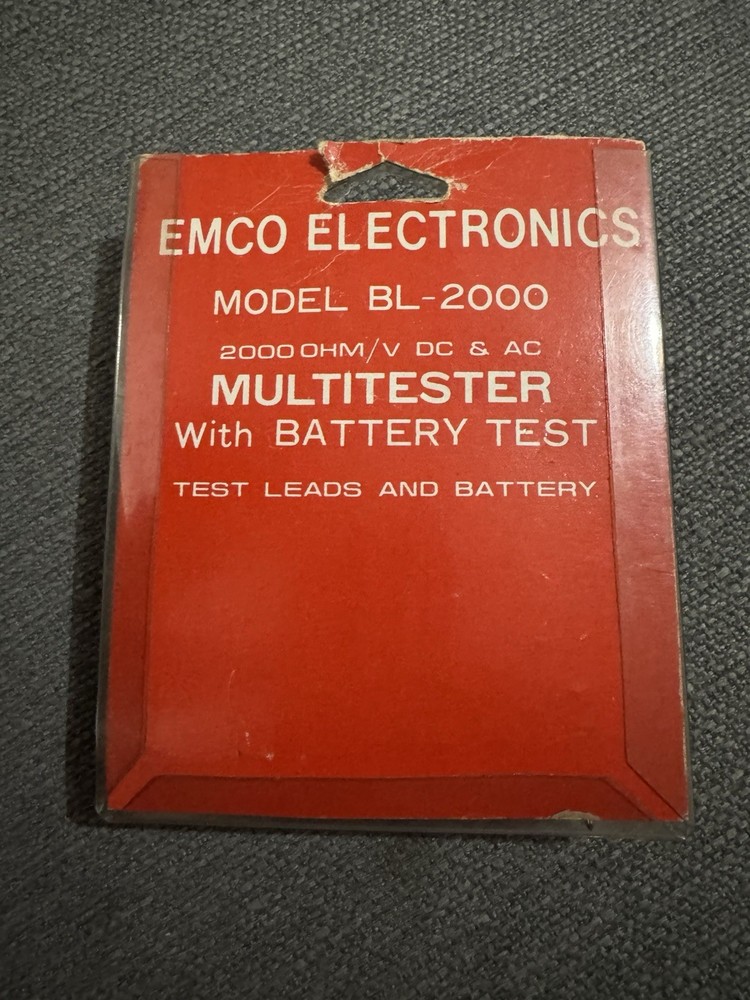 EMCO ELECTRONICS
MODEL BL-2000
2000 OHM/V DC & AC
MULTITESTER
With BATTERY TEST
TEST LEADS AND BATTERY